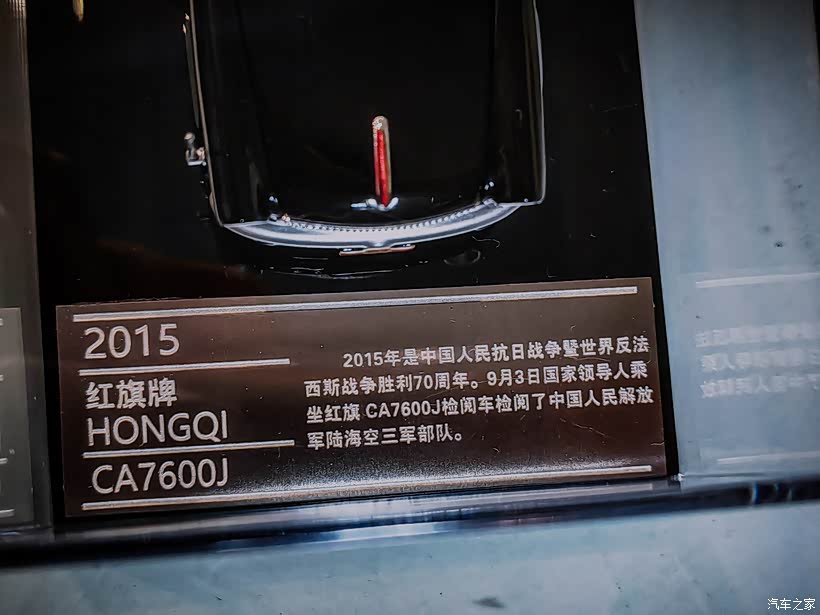 2015
红旗牌
HONGQI
CA7600J
2015年是中国人民抗日战争暨世界反法
西斯战争胜利70周年。9月3日国家领导人乘
坐红旗 CA7600J检阅车检阅了中国人民解放
军陆海空三军部队。
汽车之家